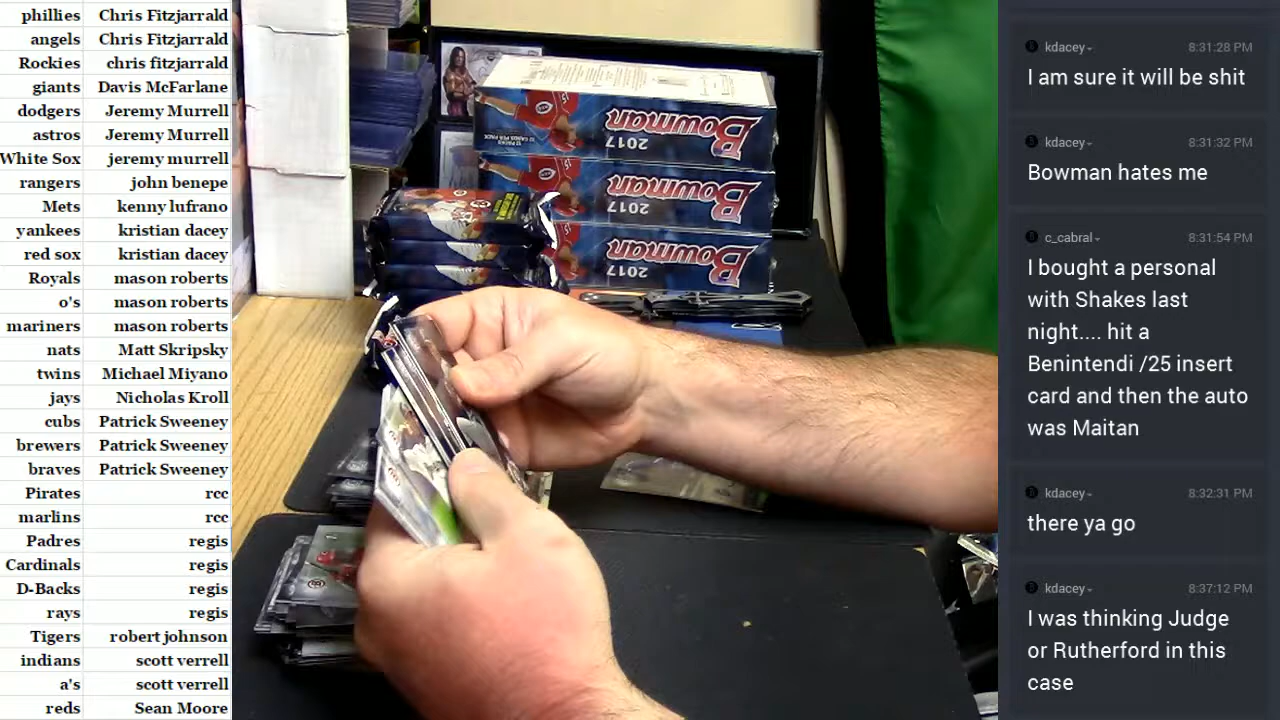 phillies Chris Fitzjarrald
angels Chris Fitzjarrald
Rockies chris fitzjarrald
giants Davis McFarlane
dodgers Jeremy Murrell
astros Jeremy Murrell
White Sox jeremy murrell
rangers john benepe
Mets kenny lufrano
yankees kristian dacey
red sox kristian dacey
Royals mason roberts
o's mason roberts
mariners mason roberts
nats Matt Skripsky
twins Michael Miyano
jays Nicholas Kroll
cubs Patrick Sweeney
brewers Patrick Sweeney
braves Patrick Sweeney
Pirates rcc
marlins rcc
Padres regis
Cardinals regis
D-Backs regis
rays regis
Tigers robert johnson
indians scott verrell
a's scott verrell
reds Sean Moore
Bowman
2017
Bowman
2017
Bowman
2017
kdacey 8:31:28 PM
I am sure it will be shit
kdacey 8:31:32 PM
Bowman hates me
c_cabral 8:31:54 PM
I bought a personal
with Shakes last
night.... hit a
Benintendi /25 insert
card and then the auto
was Maitan
kdacey 8:32:31 PM
there ya go
kdacey 8:37:12 PM
I was thinking Judge
or Rutherford in this
case